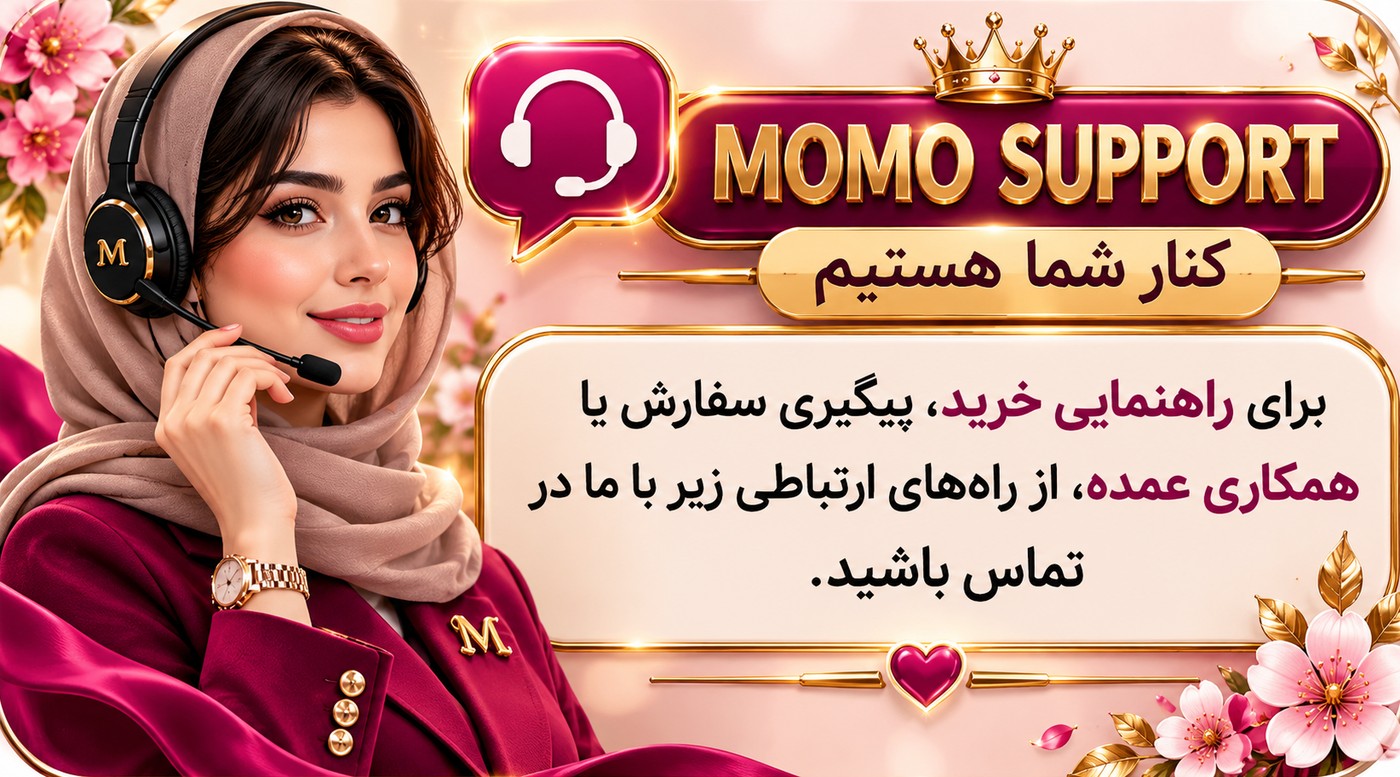 MOMO SUPPORT
کنار شما هستیم
برای راهنمایی خرید، پیگیری سفارش یا
همکاری عمده، از راه‌های ارتباطی زیر با ما در
تماس باشید.
M
M